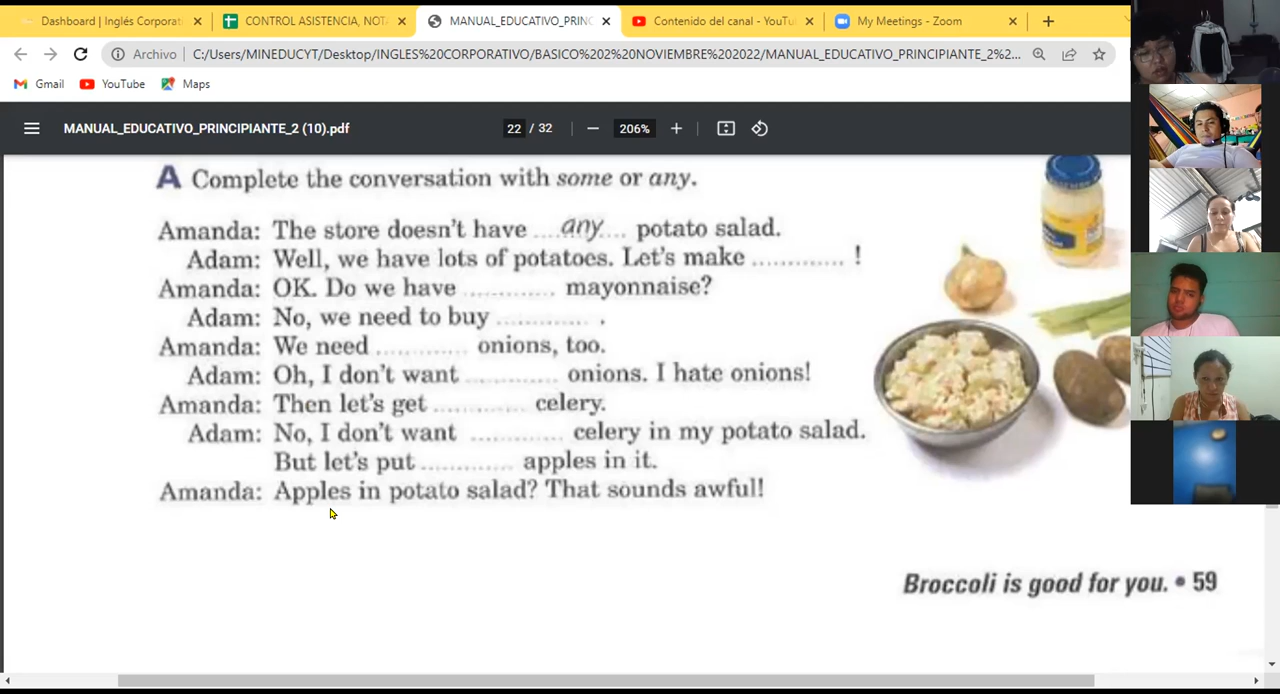 Dashboard | Inglés Corporati
CONTROL ASISTENCIA, NOTA
MANUAL_EDUCATIVO_PRINC
Contenido del canal - YouTu
My Meetings - Zoom
Archivo
C:/Users/MINEDUCYT/Desktop/INGLES%20CORPORATIVO/BASICO%202%20NOVIEMBRE%202022/MANUAL_EDUCATIVO_PRINCIPIANTE_2%2...
Gmail
YouTube
Maps
MANUAL_EDUCATIVO_PRINCIPIANTE_2 (10).pdf
22 / 32
206%
A Complete the conversation with some or any.
Amanda: The store doesn't have ....any.... potato salad.
Adam: Well, we have lots of potatoes. Let's make ............. !
Amanda: OK. Do we have ............. mayonnaise?
Adam: No, we need to buy ............. .
Amanda: We need ............. onions, too.
Adam: Oh, I don't want ............. onions. I hate onions!
Amanda: Then let's get ............. celery.
Adam: No, I don't want ............. celery in my potato salad.
But let's put ............. apples in it.
Amanda: Apples in potato salad? That sounds awful!
Broccoli is good for you. • 59